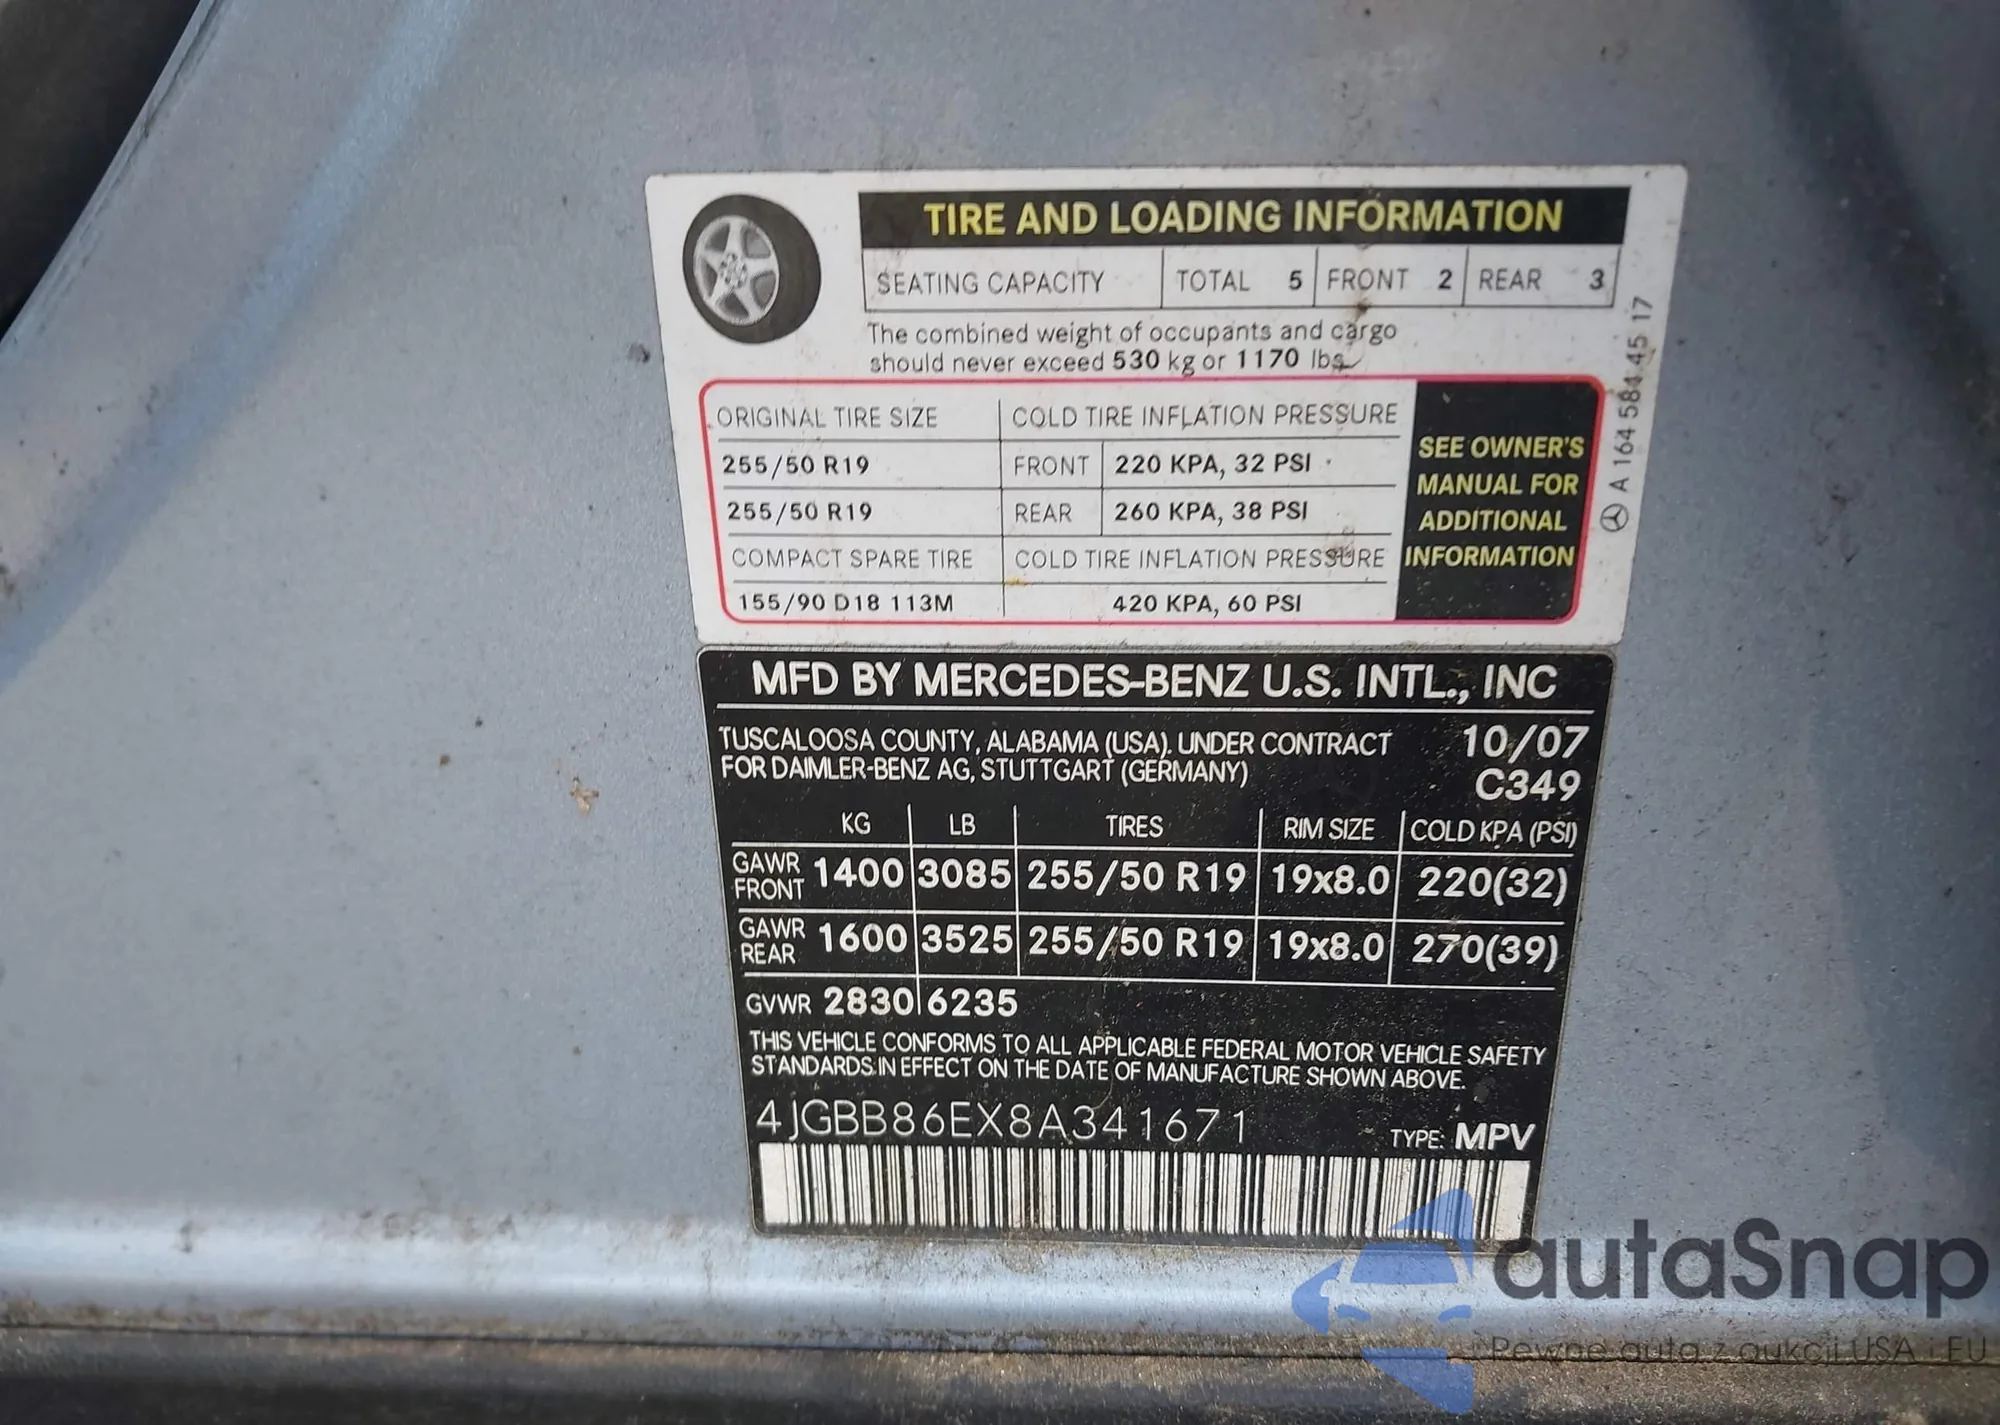 TIRE AND LOADING INFORMATION
SEATING CAPACITY TOTAL 5 FRONT 2 REAR 3
The combined weight of occupants and cargo
should never exceed 530 kg or 1170 lbs.
ORIGINAL TIRE SIZE COLD TIRE INFLATION PRESSURE
255/50 R19 FRONT 220 KPA, 32 PSI
255/50 R19 REAR 260 KPA, 38 PSI
COMPACT SPARE TIRE COLD TIRE INFLATION PRESSURE
155/90 D18 113M 420 KPA, 60 PSI
SEE OWNER'S
MANUAL FOR
ADDITIONAL
INFORMATION
A 164 584 45 17
MFD BY MERCEDES-BENZ U.S. INTL., INC
TUSCALOOSA COUNTY, ALABAMA (USA). UNDER CONTRACT 10/07
FOR DAIMLER-BENZ AG, STUTTGART (GERMANY) C349
KG LB TIRES RIM SIZE COLD KPA (PSI)
GAWR FRONT 1400 3085 255/50 R19 19x8.0 220(32)
GAWR REAR 1600 3525 255/50 R19 19x8.0 270(39)
GVWR 2830 6235
THIS VEHICLE CONFORMS TO ALL APPLICABLE FEDERAL MOTOR VEHICLE SAFETY
STANDARDS IN EFFECT ON THE DATE OF MANUFACTURE SHOWN ABOVE.
4JGBB86EX8A341671 TYPE: MPV
autaSnap
Pewne auta z aukcji USA i EU